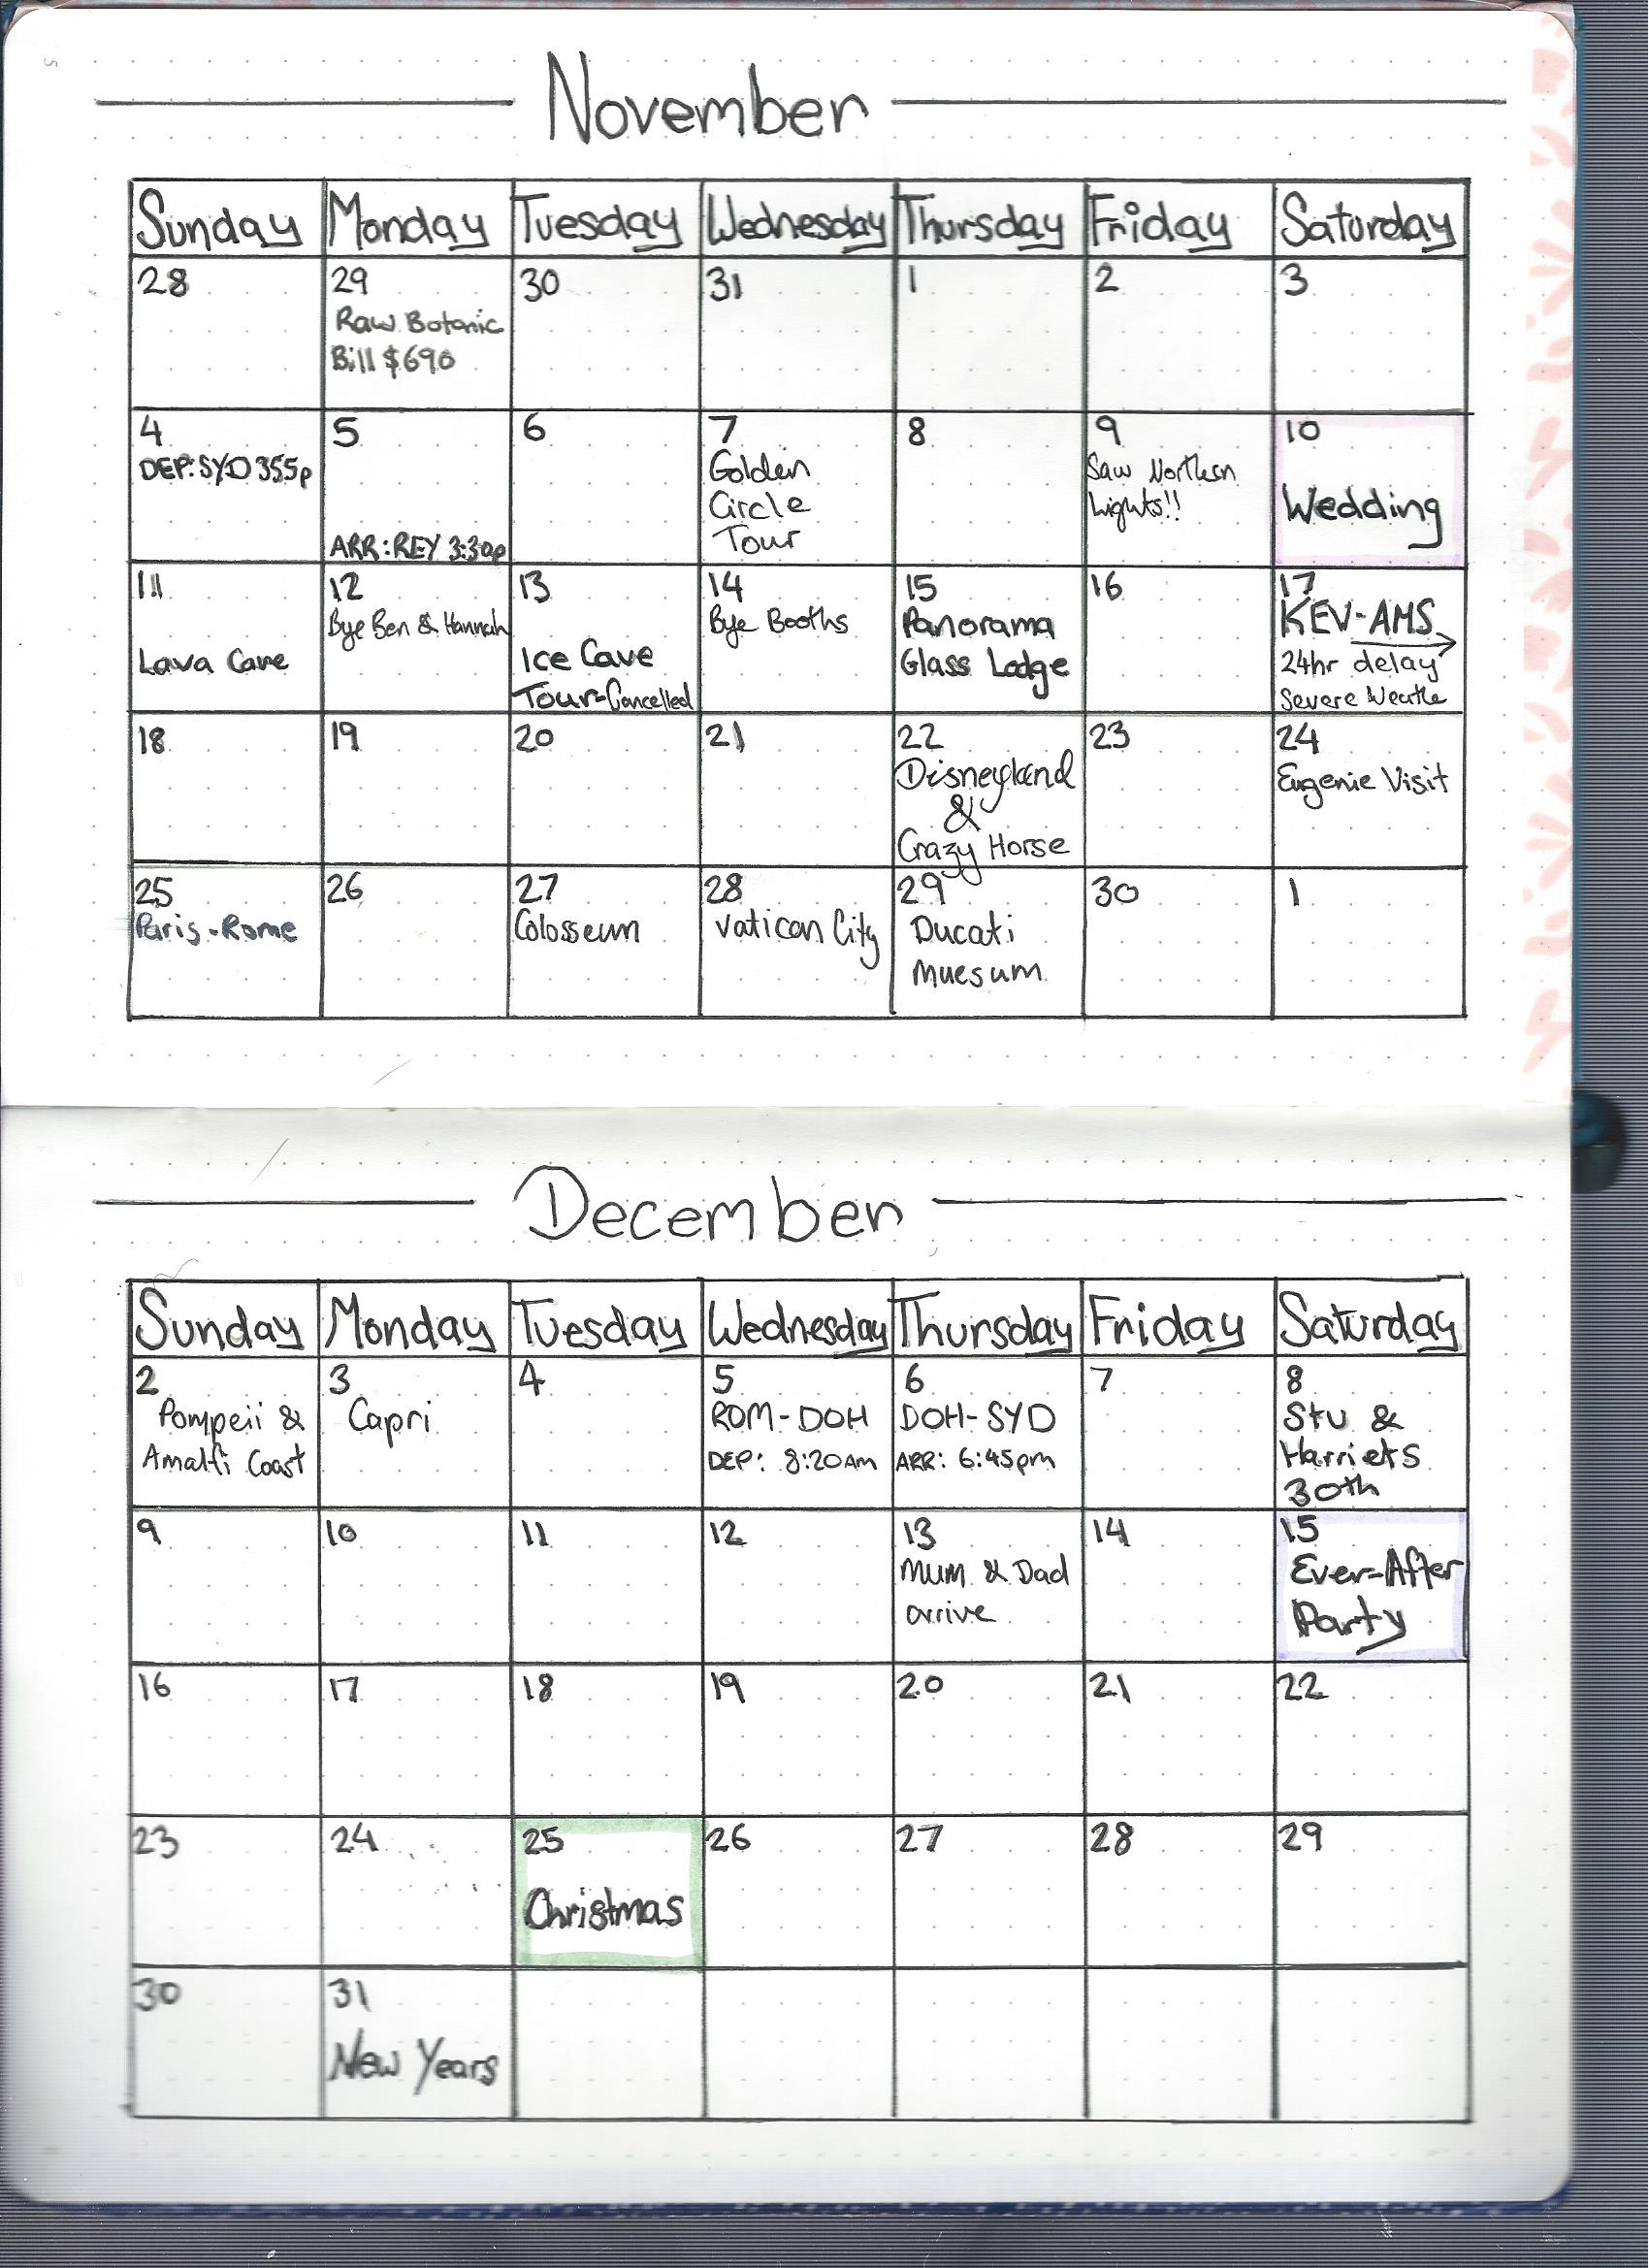 November
Sunday Monday Tuesday Wednesday Thursday Friday Saturday
28 29 30 31 1 2 3
Raw Botanic
Bill $690
4 5 6 7 8 9 10
DEP: SYD 355p
ARR: REY 3:30p
Golden
Circle
Tour
Saw Northern
Lights!!
Wedding
11 12 13 14 15 16 17
Lava Cave
Bye Ben & Hannah
Ice Cave
Tour-Cancelled
Bye Booths
Panorama
Glass Lodge
KEV-AMS
24hr delay
Severe Weathe
18 19 20 21 22 23 24
Disneyland
&
Crazy Horse
Eugenie Visit
25 26 27 28 29 30 1
Paris-Rome
Colosseum
Vatican City
Ducati
Muesum
December
Sunday Monday Tuesday Wednesday Thursday Friday Saturday
2 3 4 5 6 7 8
Pompeii &
Amalfi Coast
Capri
ROM-DOH
DEP: 8:20AM
DOH-SYD
ARR: 6:45pm
Stu &
Harriets
30th
9 10 11 12 13 14 15
Mum & Dad
arrive
Ever-After
Party
16 17 18 19 20 21 22
23 24 25 26 27 28 29
Christmas
30 31
New Years